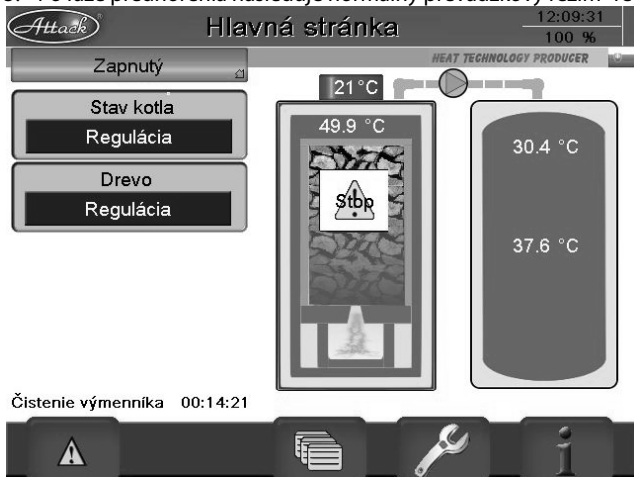 Attack
Hlavná stránka
12:09:31
100 %
HEAT TECHNOLOGY PRODUCER
Zapnutý
21°C
Stav kotla
Regulácia
49.9 °C
30.4 °C
Drevo
Regulácia
Stop
37.6 °C
Čistenie výmenníka 00:14:21